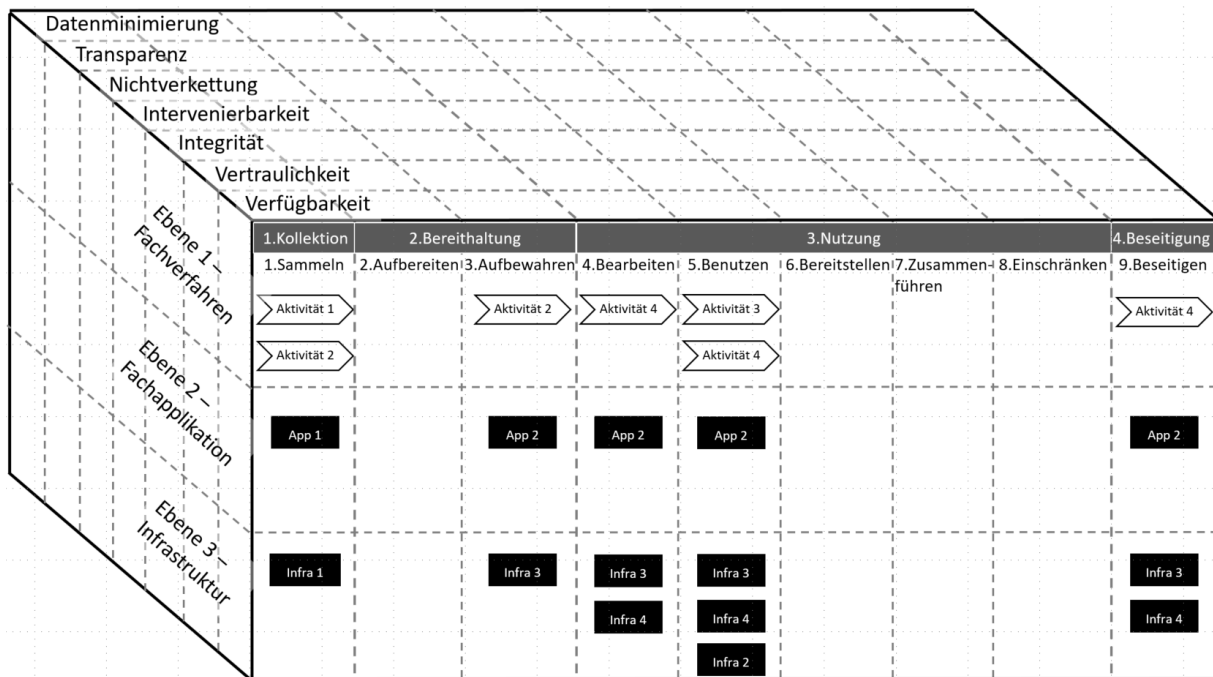 Datenminimierung
Transparenz
Nichtverkettung
Intervenierbarkeit
Integrität
Vertraulichkeit
Verfügbarkeit
Ebene 1 –
Fachverfahren
Ebene 2 –
Fachapplikation
Ebene 3 –
Infrastruktur
1.Kollektion 2.Bereithaltung 3.Nutzung 4.Beseitigung
1.Sammeln 2.Aufbereiten 3.Aufbewahren 4.Bearbeiten 5.Benutzen 6.Bereitstellen 7.Zusammen- 8.Einschränken 9.Beseitigen
führen
Aktivität 1 Aktivität 2 Aktivität 4 Aktivität 3 Aktivität 4
Aktivität 2 Aktivität 4
App 1 App 2 App 2 App 2 App 2
Infra 1 Infra 3 Infra 3 Infra 3 Infra 3
Infra 4 Infra 4 Infra 4
Infra 2